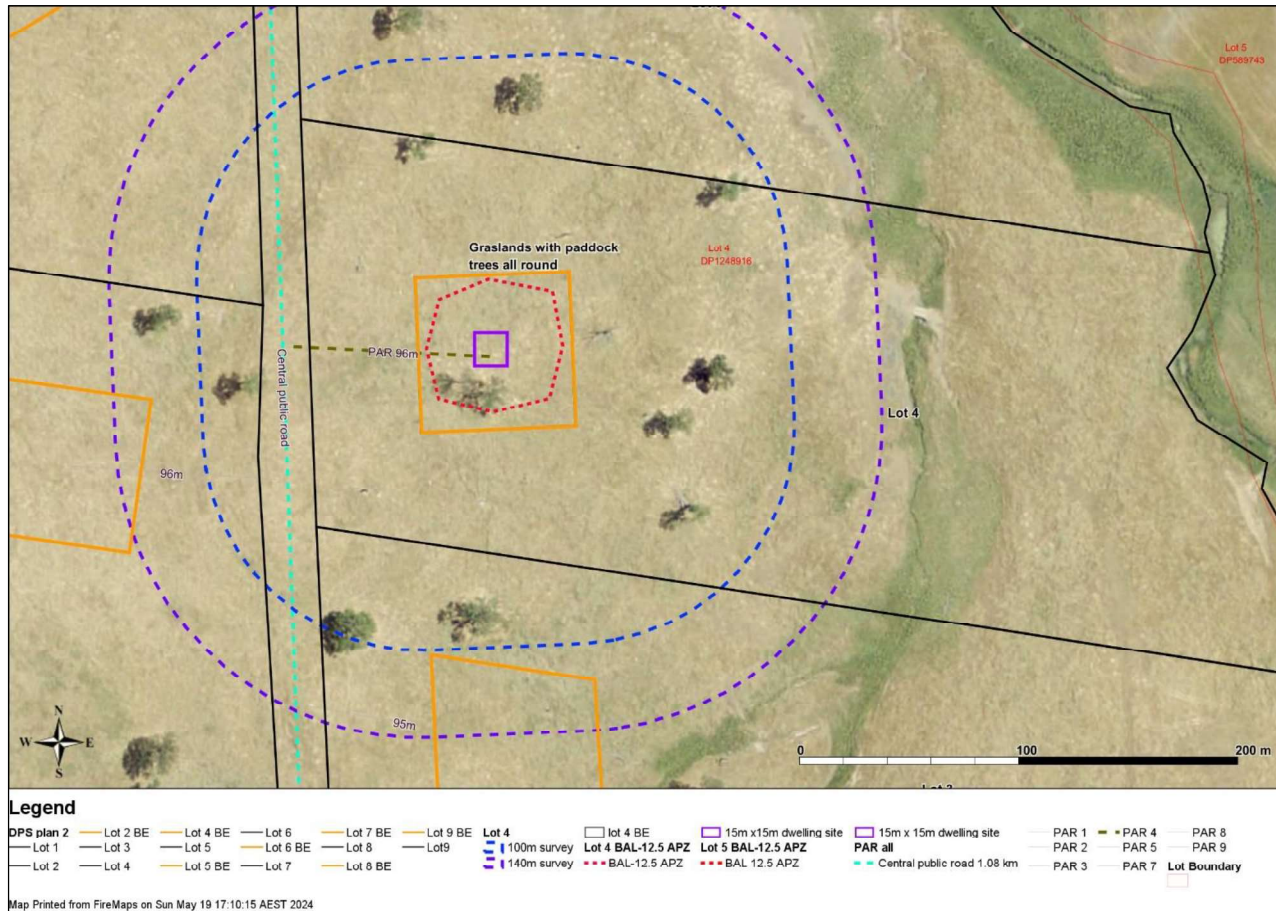 Lot 5
DP589743
Graslands with paddock
trees all round
Lot 4
DP1248916
PAR 96m
Central public road
Lot 4
96m
95m
N
W E
S
0 100 200 m
Legend
DPS plan 2
Lot 1
Lot 2
Lot 2 BE
Lot 3
Lot 4
Lot 4 BE
Lot 5
Lot 5 BE
Lot 6
Lot 6 BE
Lot 7
Lot 7 BE
Lot 8
Lot 8 BE
Lot 9 BE
Lot9
Lot 4
100m survey
140m survey
lot 4 BE
Lot 4 BAL-12.5 APZ
BAL-12.5 APZ
15m x15m dwelling site
Lot 5 BAL-12.5 APZ
BAL 12.5 APZ
15m x 15m dwelling site
PAR all
Central public road 1.08 km
PAR 1
PAR 2
PAR 3
PAR 4
PAR 5
PAR 7
PAR 8
PAR 9
Lot Boundary
Map Printed from FireMaps on Sun May 19 17:10:15 AEST 2024